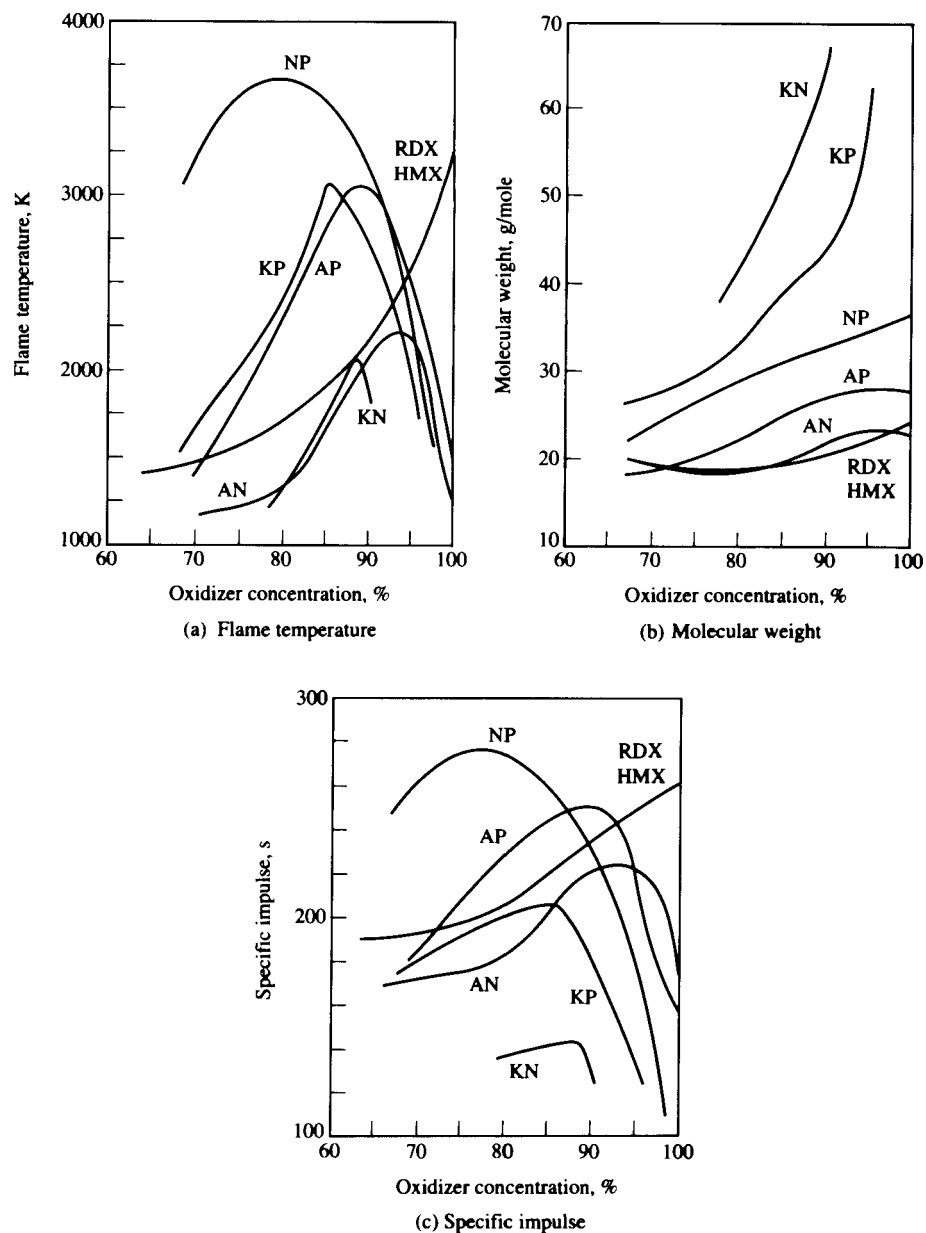 4000
3000
2000
1000
Flame temperature, K
NP
RDX
HMX
KP
AP
KN
AN
60
70
80
90
100
Oxidizer concentration, %
(a) Flame temperature
70
60
50
40
30
20
10
Molecular weight, g/mole
KN
KP
NP
AP
AN
RDX
HMX
60
70
80
90
100
Oxidizer concentration, %
(b) Molecular weight
300
200
100
Specific impulse, s
NP
RDX
HMX
AP
AN
KP
KN
60
70
80
90
100
Oxidizer concentration, %
(c) Specific impulse